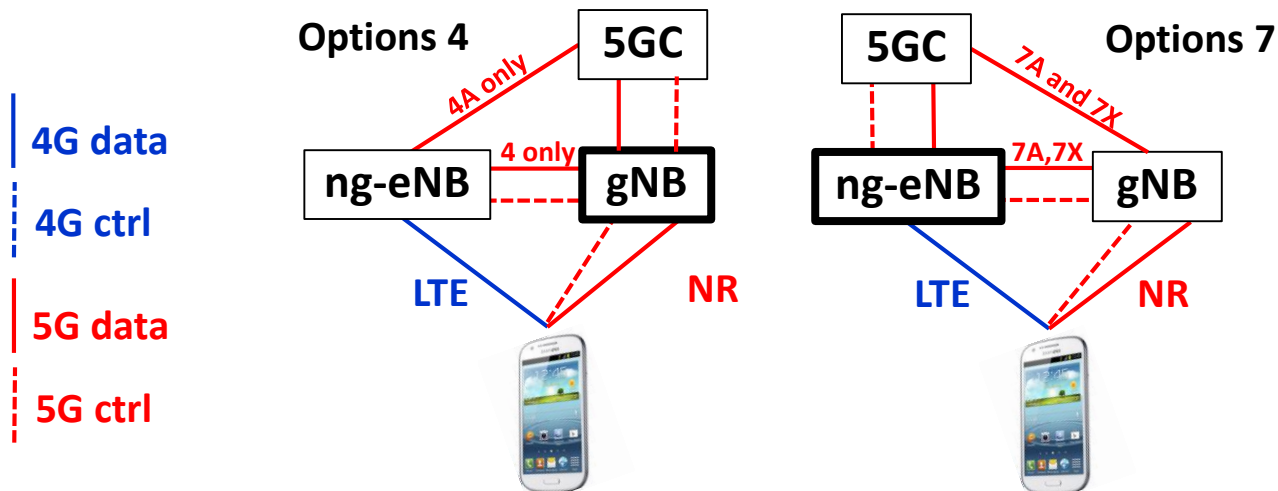 Options 4
5GC
4A only
4 only
ng-eNB
gNB
LTE
NR
5GC
Options 7
7A and 7X
7A,7X
ng-eNB
gNB
LTE
NR
4G data
4G ctrl
5G data
5G ctrl